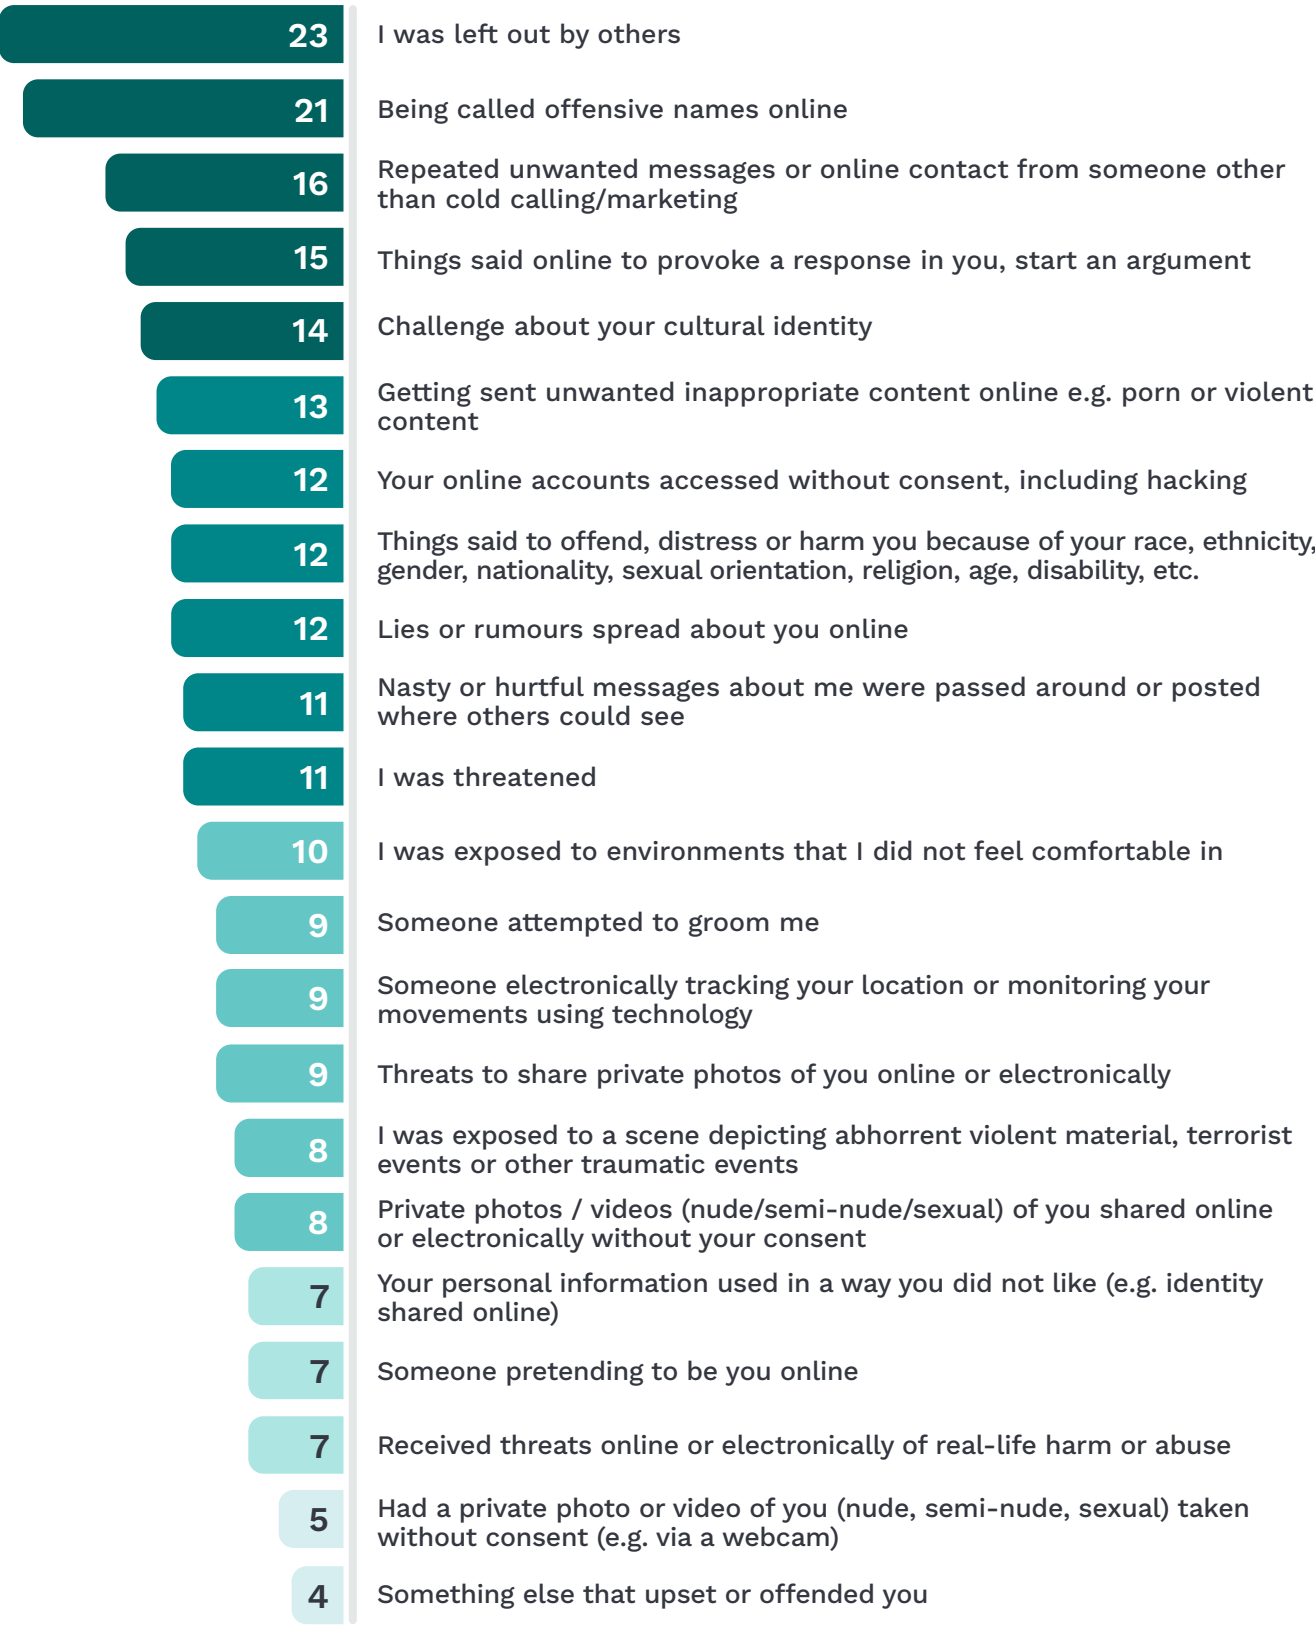 23 I was left out by others
21 Being called offensive names online
16 Repeated unwanted messages or online contact from someone other
than cold calling/marketing
15 Things said online to provoke a response in you, start an argument
14 Challenge about your cultural identity
13 Getting sent unwanted inappropriate content online e.g. porn or violent
content
12 Your online accounts accessed without consent, including hacking
12 Things said to offend, distress or harm you because of your race, ethnicity,
gender, nationality, sexual orientation, religion, age, disability, etc.
12 Lies or rumours spread about you online
11 Nasty or hurtful messages about me were passed around or posted
where others could see
11 I was threatened
10 I was exposed to environments that I did not feel comfortable in
9 Someone attempted to groom me
9 Someone electronically tracking your location or monitoring your
movements using technology
9 Threats to share private photos of you online or electronically
8 I was exposed to a scene depicting abhorrent violent material, terrorist
events or other traumatic events
8 Private photos / videos (nude/semi-nude/sexual) of you shared online
or electronically without your consent
7 Your personal information used in a way you did not like (e.g. identity
shared online)
7 Someone pretending to be you online
7 Received threats online or electronically of real-life harm or abuse
5 Had a private photo or video of you (nude, semi-nude, sexual) taken
without consent (e.g. via a webcam)
4 Something else that upset or offended you